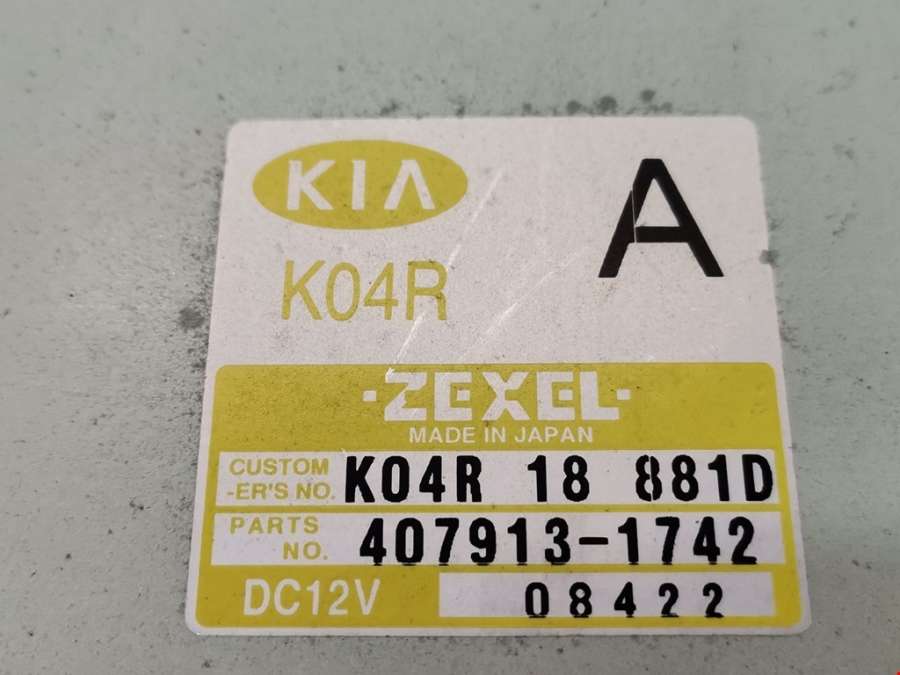 KIA
A
K04R
·ZEXEL·
MADE IN JAPAN
CUSTOM
-ER'S NO. K04R 18 881D
PARTS
NO. 407913-1742
DC12V 08422